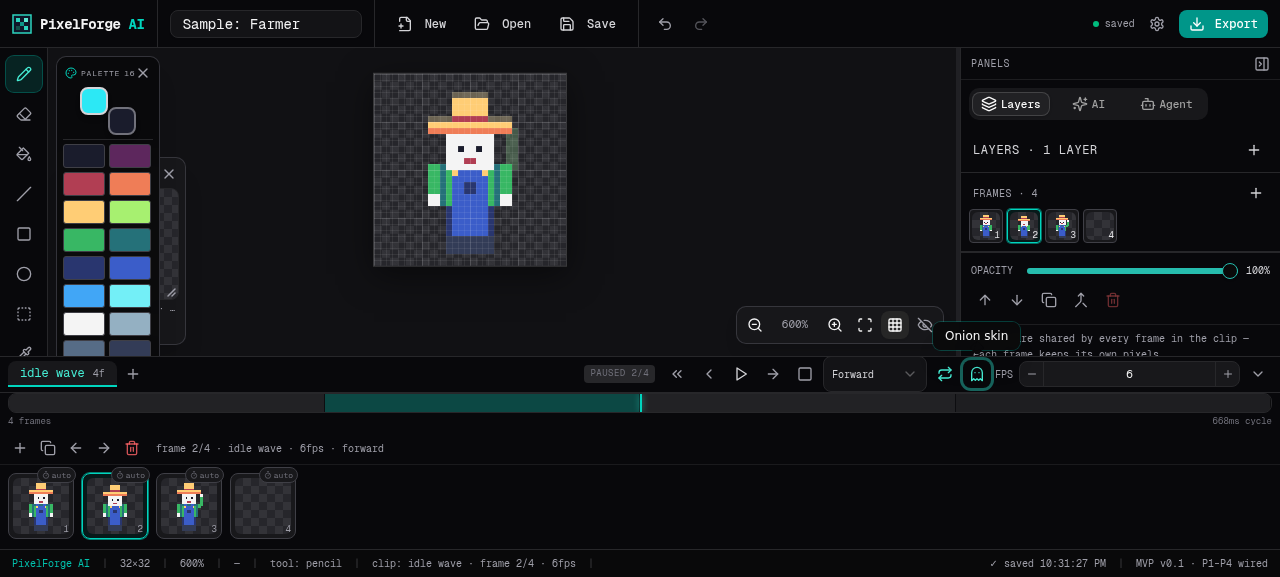 PixelForge AI
Sample: Farmer
New
Open
Save
saved
Export
PALETTE 16
PANELS
Layers
AI
Agent
LAYERS · 1 LAYER
FRAMES · 4
1
2
3
4
OPACITY
100%
600%
Onion skin
are shared by every frame in the clip —
each frame keeps its own pixels
idle wave 4f
PAUSED 2/4
Forward
FPS
6
4 frames
668ms cycle
frame 2/4 · idle wave · 6fps · forward
auto
auto
auto
auto
1
2
3
4
PixelForge AI
32×32
600%
—
tool: pencil
clip: idle wave · frame 2/4 · 6fps
✓ saved 10:31:27 PM
MVP v0.1 · P1–P4 wired